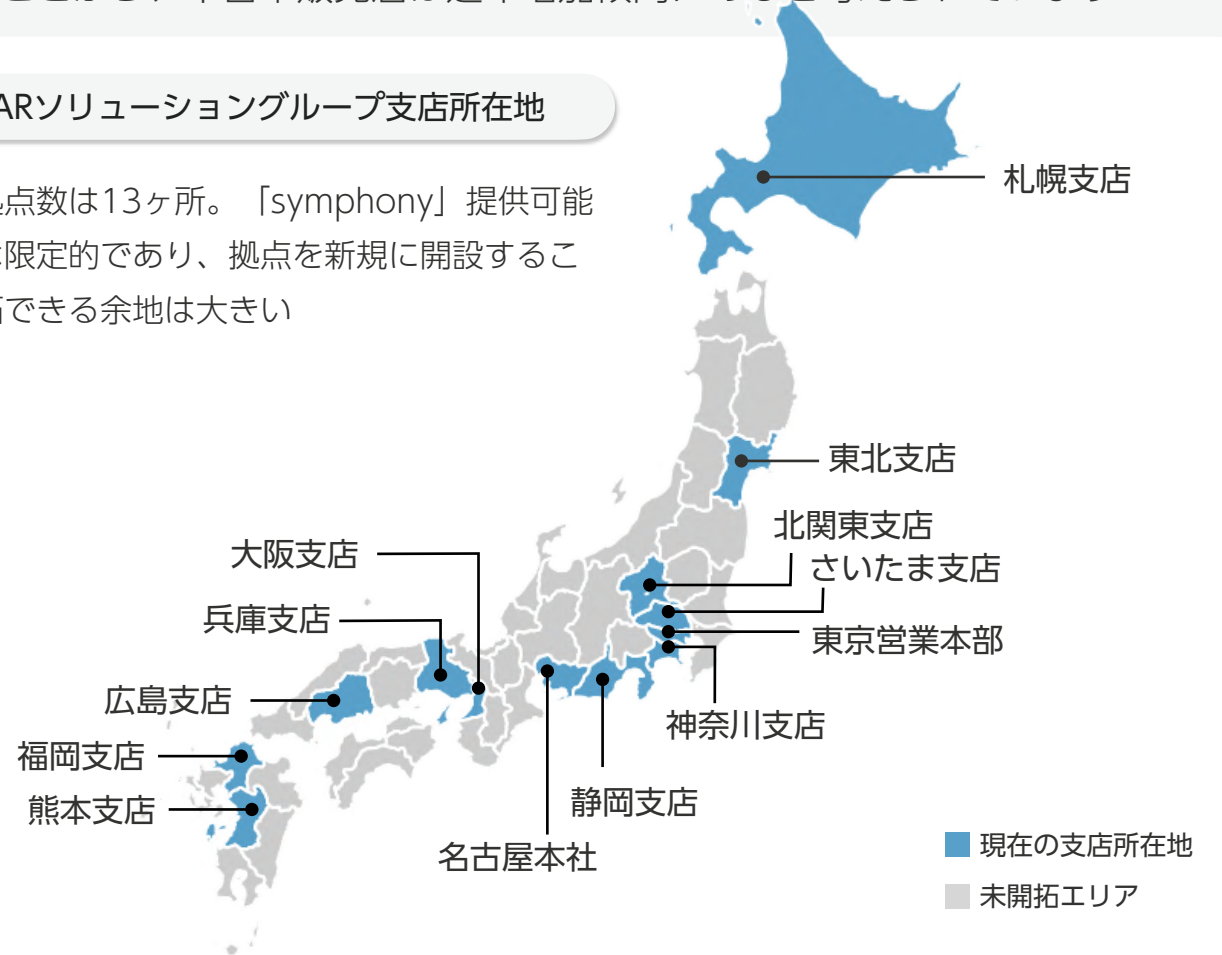 ARソリューショングループ支店所在地
点数は13ヶ所。「symphony」提供可能
限定的であり、拠点を新規に開設するこ
できる余地は大きい
札幌支店
東北支店
北関東支店
さいたま支店
東京営業本部
神奈川支店
静岡支店
名古屋本社
大阪支店
兵庫支店
広島支店
福岡支店
熊本支店
現在の支店所在地
未開拓エリア